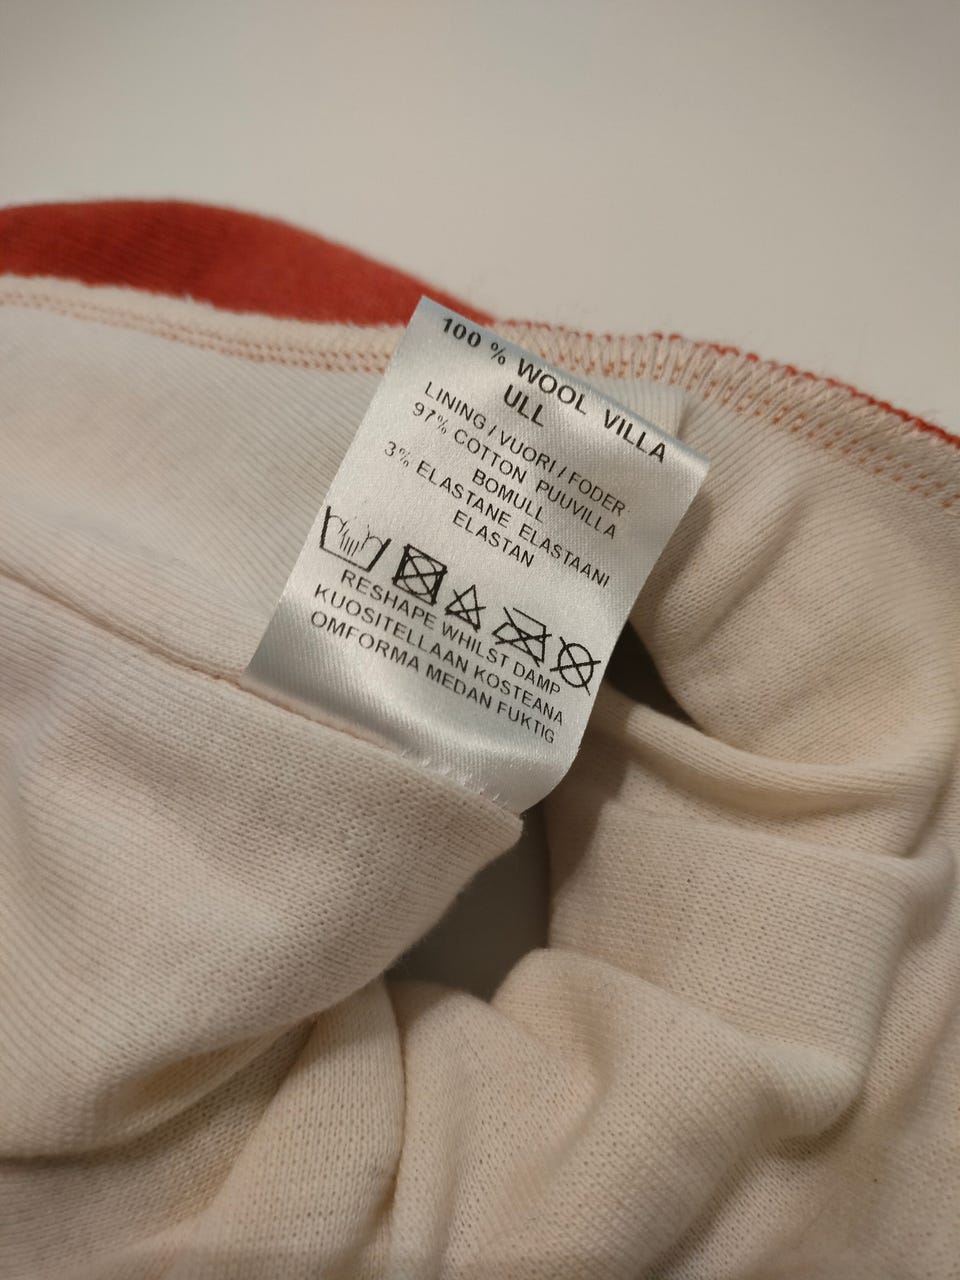 100 % WOOL VILLA
ULL
LINING / VUORI / FODER
97% COTTON PUUVILLA
BOMULL
3% ELASTANE ELASTAANI
ELASTAN
RESHAPE WHILST DAMP
KUOSITELLAAN KOSTEANA
OMFORMA MEDAN FUKTIG